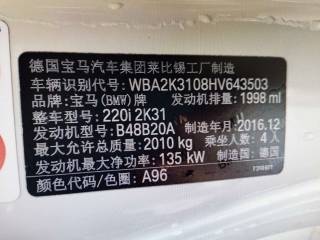 德国宝马汽车集团莱比锡工厂制造
车辆识别代号: WBA2K3108HV643503
品牌: 宝马(BMW)牌 发动机排量: 1998 ml
整车型号: 220i 2K31
发动机型号: B48B20A 制造年月: 2016.12
最大允许总质量: 2010 kg 乘坐人数: 4人
发动机最大净功率: 135 kW 制造国: 德国
颜色代码/色圈: A96